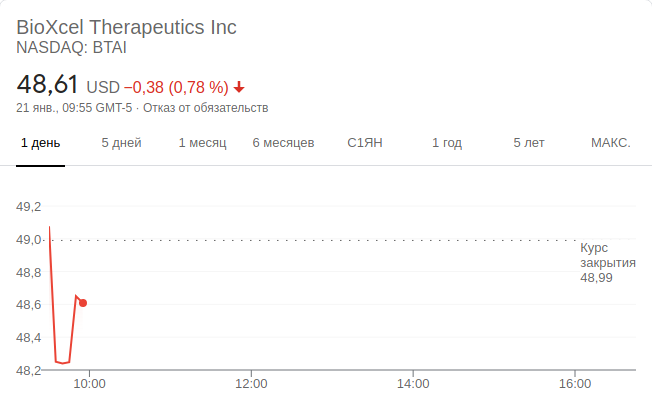 BioXcel Therapeutics Inc
NASDAQ: BTAI
48,61 USD −0,38 (0,78 %)
21 янв., 09:55 GMT-5 · Отказ от обязательств
1 день 5 дней 1 месяц 6 месяцев С1ЯН 1 год 5 лет МАКС.
49,2
49,0
Курс
закрытия
48,99
48,8
48,6
48,4
48,2
10:00 12:00 14:00 16:00